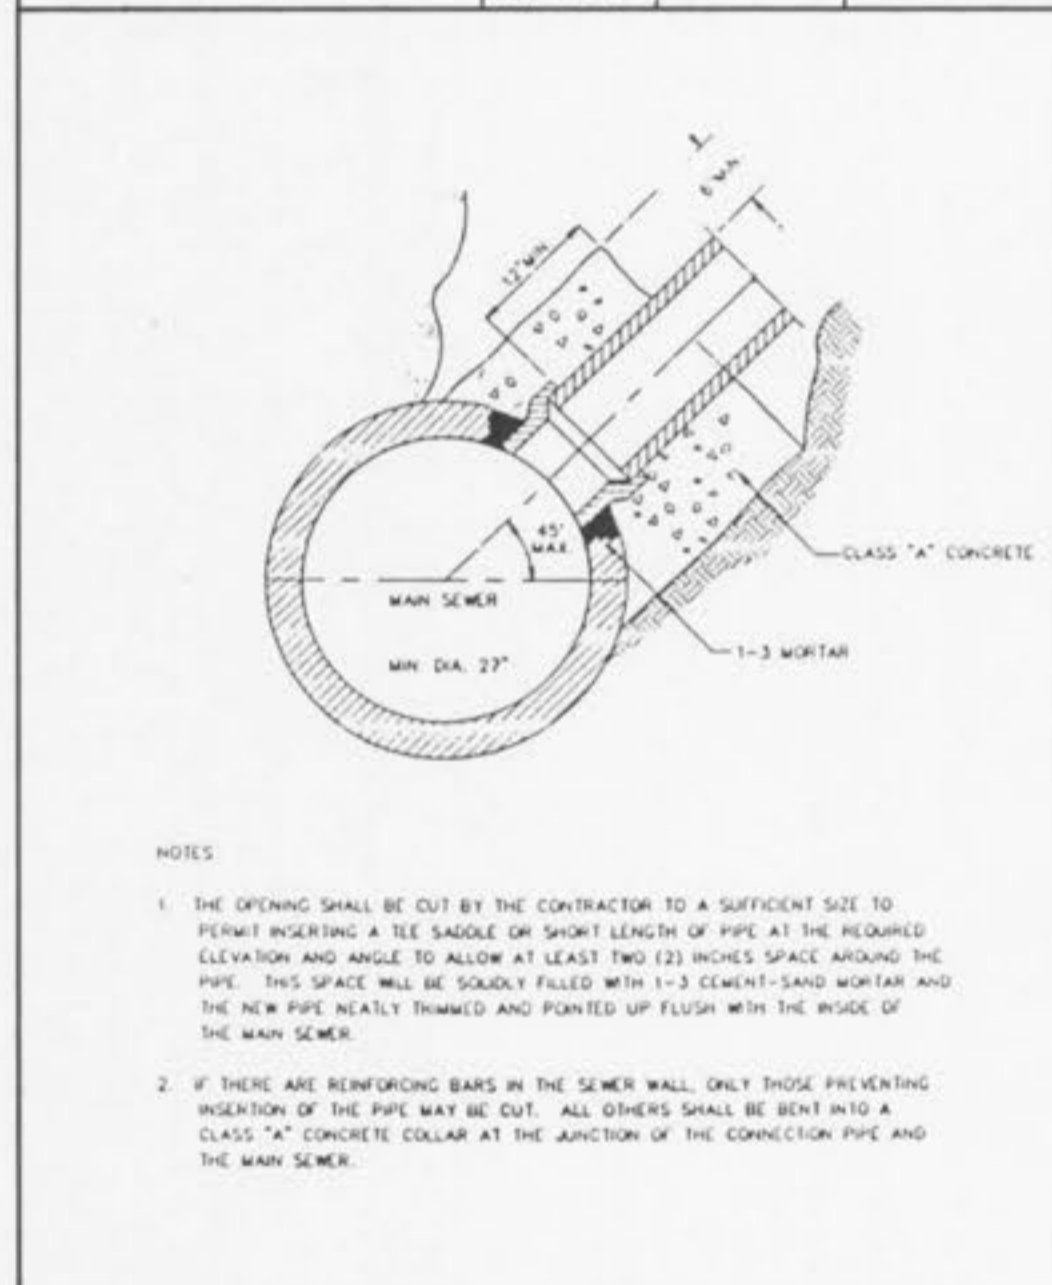 6" MIN.
12" MIN.
45°
MAX.
CLASS "A" CONCRETE
MAIN SEWER
1-3 MORTAR
MIN. DIA. 27"
NOTES
1. THE OPENING SHALL BE CUT BY THE CONTRACTOR TO A SUFFICIENT SIZE TO
PERMIT INSERTING A TEE SADDLE OR SHORT LENGTH OF PIPE AT THE REQUIRED
ELEVATION AND ANGLE TO ALLOW AT LEAST TWO (2) INCHES SPACE AROUND THE
PIPE. THIS SPACE WILL BE SOLIDLY FILLED WITH 1-3 CEMENT-SAND MORTAR AND
THE NEW PIPE NEATLY TRIMMED AND POINTED UP FLUSH WITH THE INSIDE OF
THE MAIN SEWER.
2. IF THERE ARE REINFORCING BARS IN THE SEWER WALL, ONLY THOSE PREVENTING
INSERTION OF THE PIPE MAY BE CUT. ALL OTHERS SHALL BE BENT INTO A
CLASS "A" CONCRETE COLLAR AT THE JUNCTION OF THE CONNECTION PIPE AND
THE MAIN SEWER.